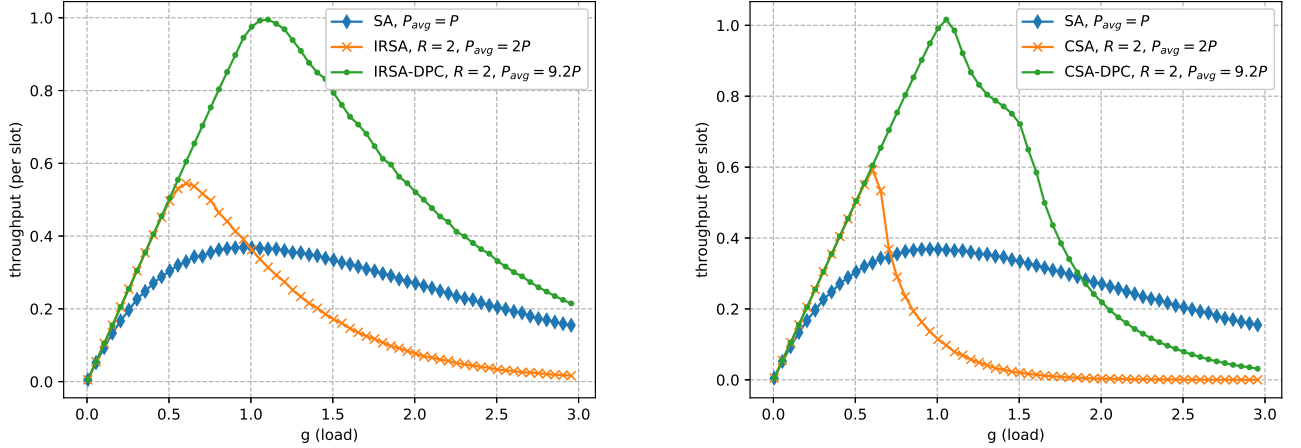 SA, P_avg = P
IRSA, R = 2, P_avg = 2P
IRSA-DPC, R = 2, P_avg = 9.2P
throughput (per slot)
1.0
0.8
0.6
0.4
0.2
0.0
0.0 0.5 1.0 1.5 2.0 2.5 3.0
g (load)
SA, P_avg = P
CSA, R = 2, P_avg = 2P
CSA-DPC, R = 2, P_avg = 9.2P
throughput (per slot)
1.0
0.8
0.6
0.4
0.2
0.0
0.0 0.5 1.0 1.5 2.0 2.5 3.0
g (load)